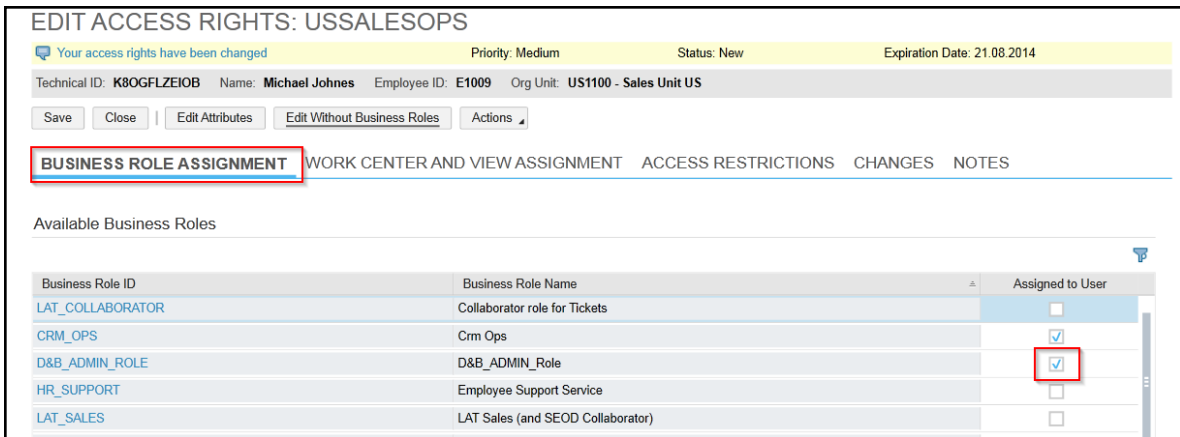 EDIT ACCESS RIGHTS: USSALESOPS
Your access rights have been changed Priority: Medium Status: New Expiration Date: 21.08.2014
Technical ID: K8OGFLZEIOB Name: Michael Johnes Employee ID: E1009 Org Unit: US1100 - Sales Unit US
Save Close | Edit Attributes Edit Without Business Roles Actions
BUSINESS ROLE ASSIGNMENT WORK CENTER AND VIEW ASSIGNMENT ACCESS RESTRICTIONS CHANGES NOTES
Available Business Roles
Business Role ID Business Role Name Assigned to User
LAT_COLLABORATOR Collaborator role for Tickets
CRM_OPS Crm Ops
D&B_ADMIN_ROLE D&B_ADMIN_Role
HR_SUPPORT Employee Support Service
LAT_SALES LAT Sales (and SEOD Collaborator)